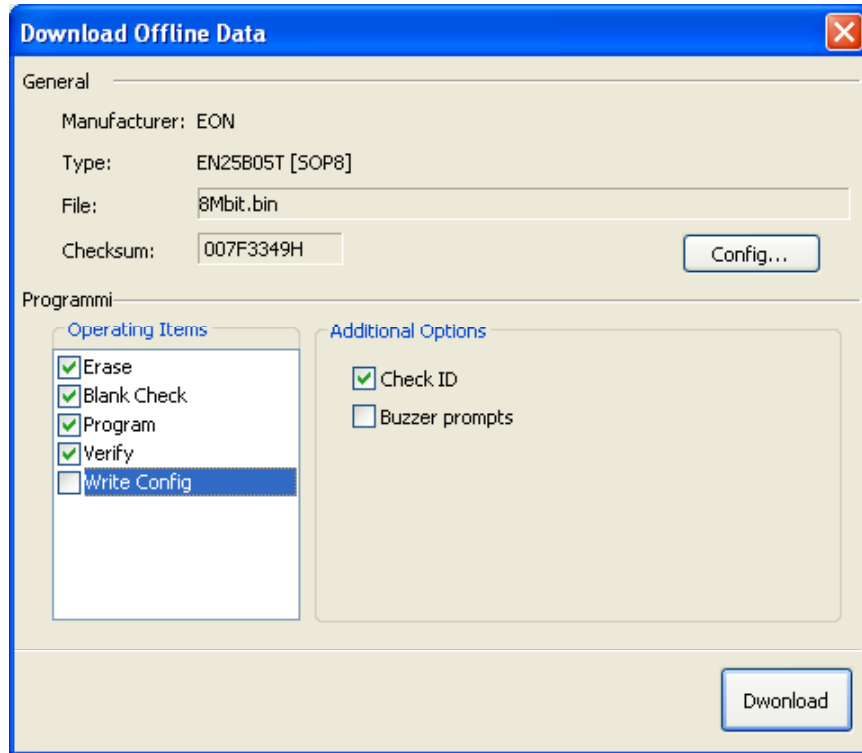 Download Offline Data
General
Manufacturer: EON
Type: EN25B05T [SOP8]
File: 8Mbit.bin
Checksum: 007F3349H
Config...
Programmi
Operating Items
Erase
Blank Check
Program
Verify
Write Config
Additional Options
Check ID
Buzzer prompts
Dwonload